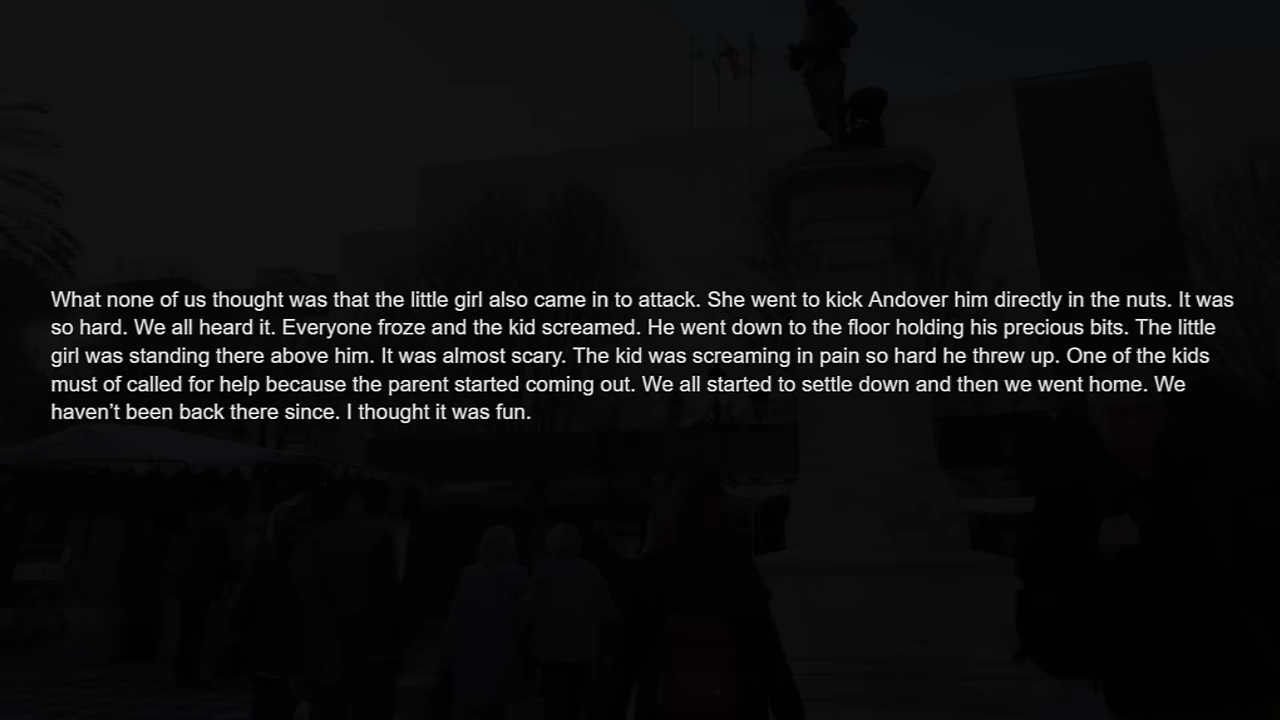 What none of us thought was that the little girl also came in to attack. She went to kick Andover him directly in the nuts. It was
so hard. We all heard it. Everyone froze and the kid screamed. He went down to the floor holding his precious bits. The little
girl was standing there above him. It was almost scary. The kid was screaming in pain so hard he threw up. One of the kids
must of called for help because the parent started coming out. We all started to settle down and then we went home. We
haven’t been back there since. I thought it was fun.